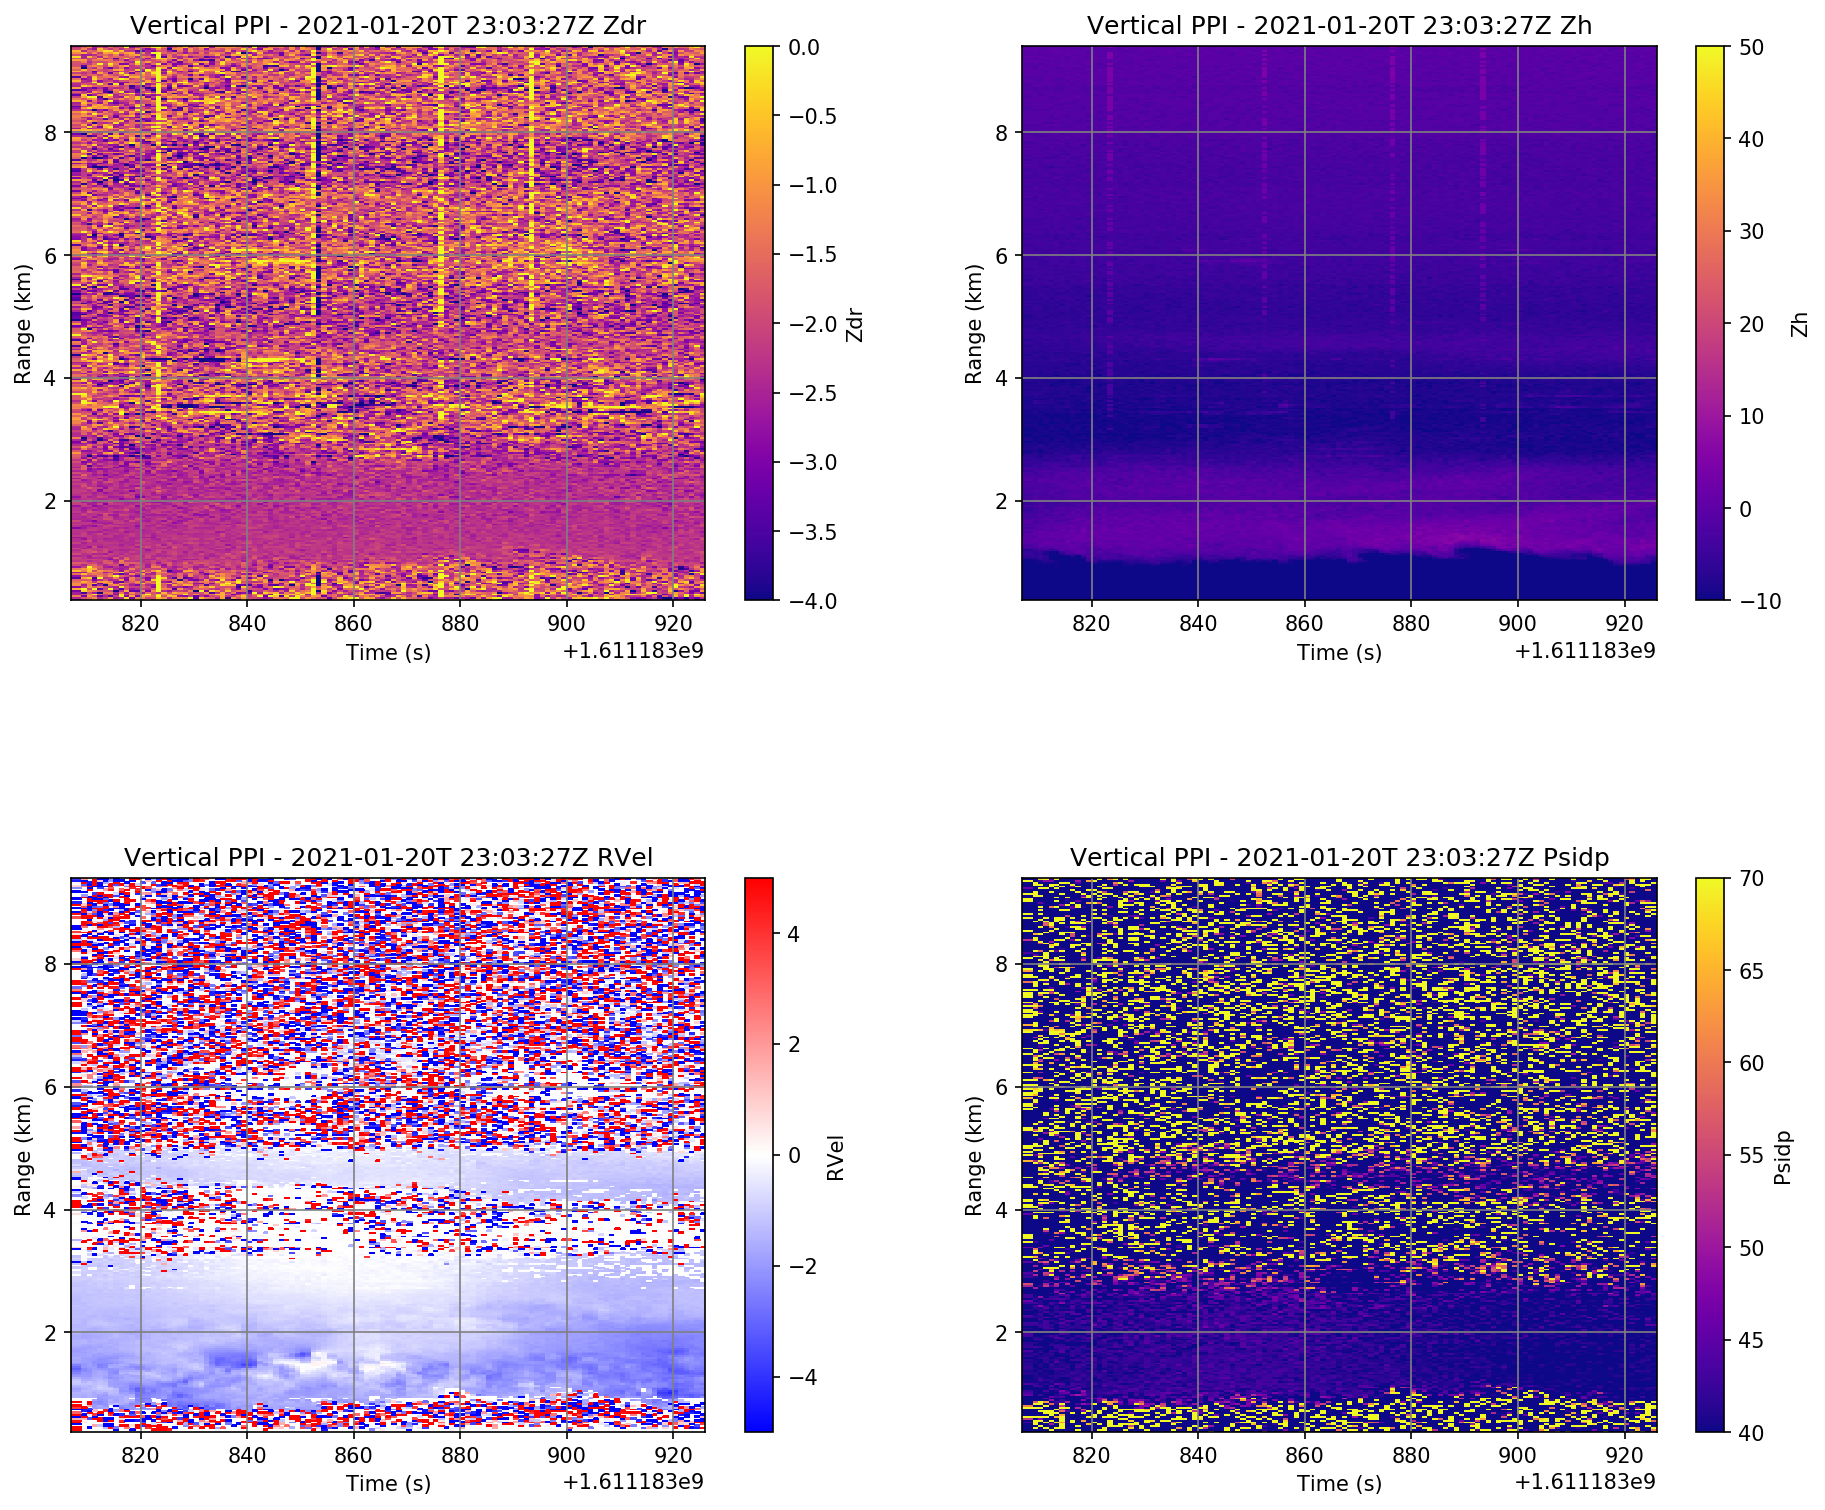 Vertical PPI - 2021-01-20T 23:03:27Z Zdr
Range (km)
8
6
4
2
820 840 860 880 900 920
Time (s)
+1.611183e9
0.0
−0.5
−1.0
−1.5
−2.0
−2.5
−3.0
−3.5
−4.0
Zdr
Vertical PPI - 2021-01-20T 23:03:27Z Zh
Range (km)
8
6
4
2
820 840 860 880 900 920
Time (s)
+1.611183e9
50
40
30
20
10
0
−10
Zh
Vertical PPI - 2021-01-20T 23:03:27Z RVel
Range (km)
8
6
4
2
820 840 860 880 900 920
Time (s)
+1.611183e9
4
2
0
−2
−4
RVel
Vertical PPI - 2021-01-20T 23:03:27Z Psidp
Range (km)
8
6
4
2
820 840 860 880 900 920
Time (s)
+1.611183e9
70
65
60
55
50
45
40
Psidp